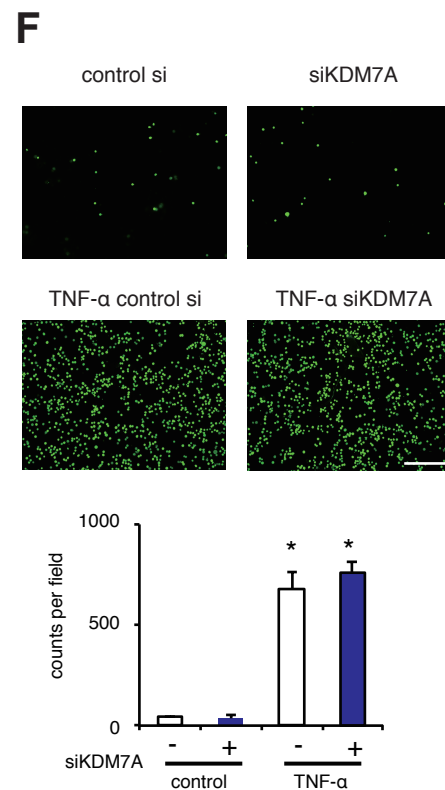 F
control si siKDM7A
TNF-α control si TNF-α siKDM7A
1000
* *
counts per field
500
0
siKDM7A - + - +
control TNF-α